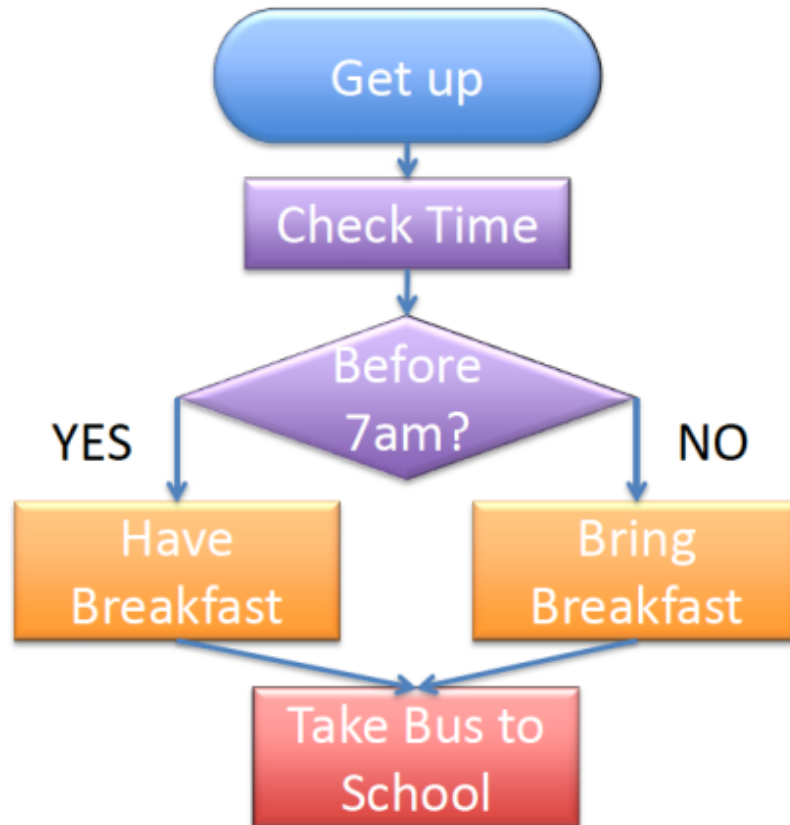 Get up
Check Time
Before
7am?
YES
NO
Have
Breakfast
Bring
Breakfast
Take Bus to
School